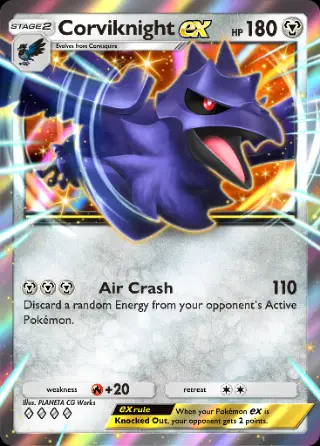 STAGE 2 Corviknight ex HP 180
Evolves from Corvisquire
Air Crash 110
Discard a random Energy from your opponent's Active
Pokémon.
weakness +20 retreat
Illus. PLANETA CG Works
ex rule When your Pokémon ex is
Knocked Out, your opponent gets 2 points.